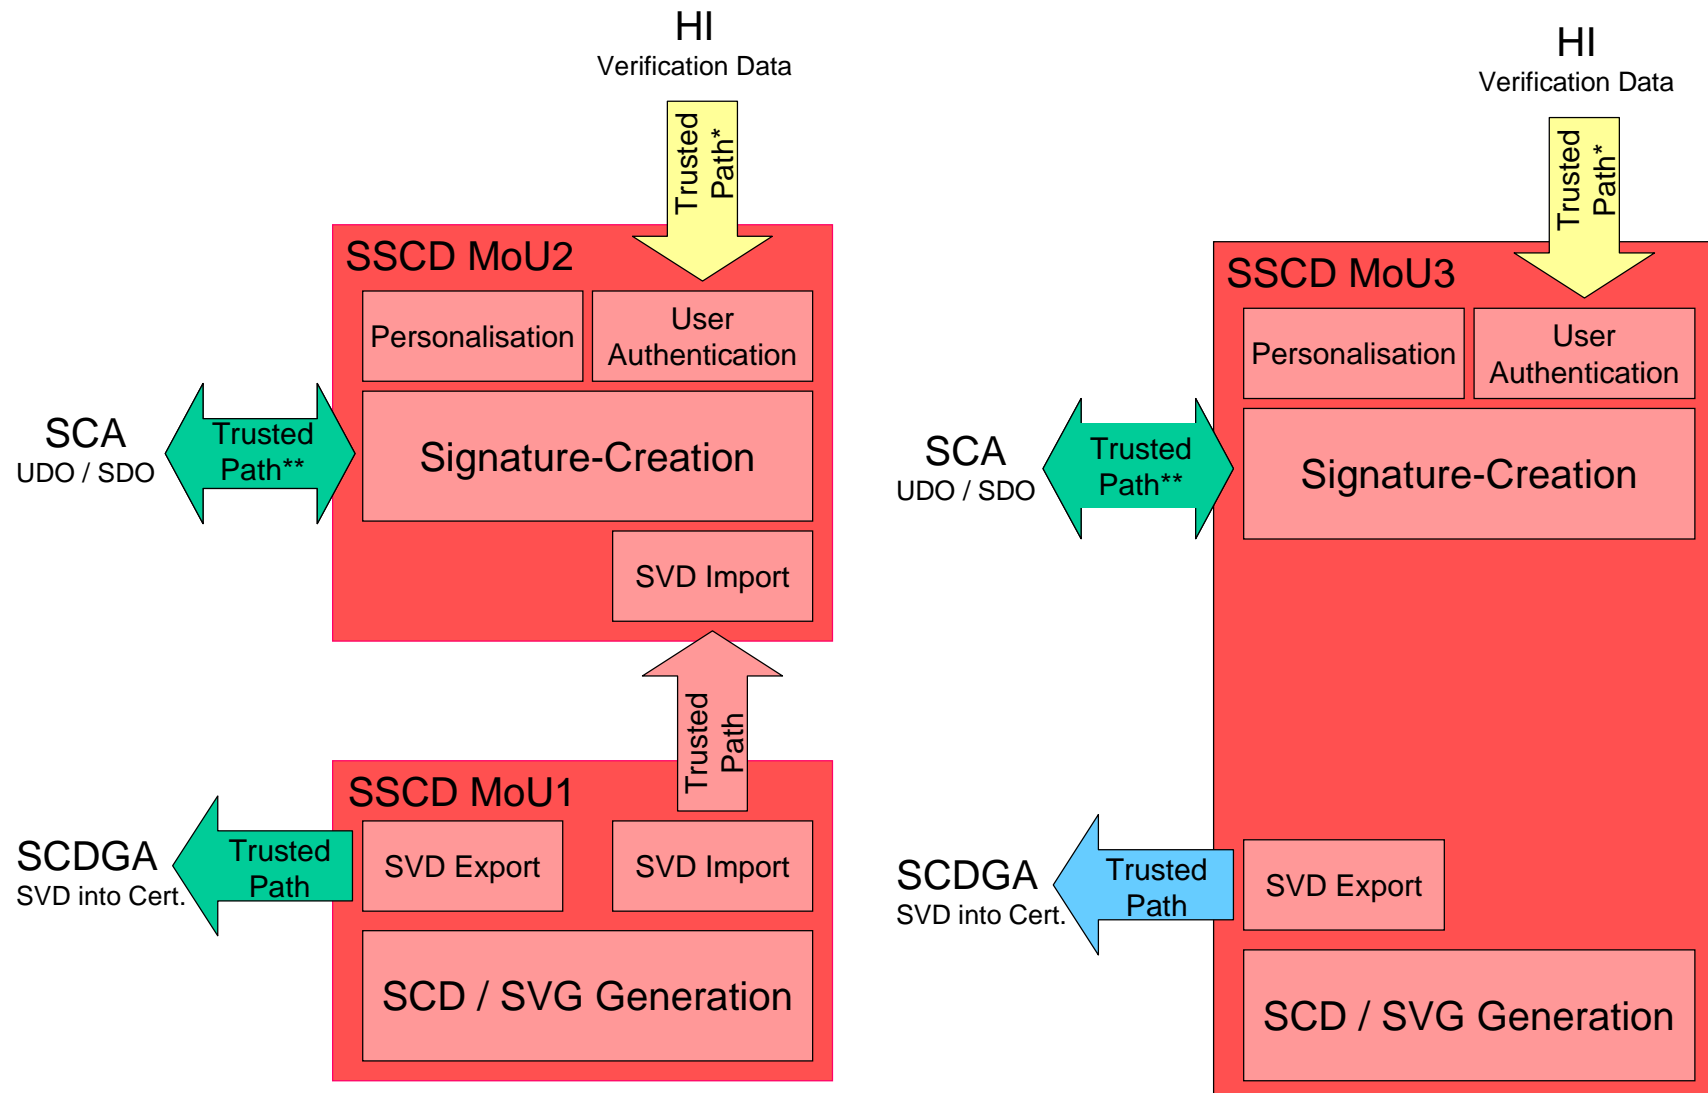 HI
Verification Data
Trusted
Path*
SSCD MoU2
Personalisation
User
Authentication
SCA
UDO / SDO
Trusted
Path**
Signature-Creation
SVD Import
Trusted
Path
SSCD MoU1
SCDGA
SVD into Cert.
Trusted
Path
SVD Export
SVD Import
SCD / SVG Generation
HI
Verification Data
Trusted
Path*
SSCD MoU3
Personalisation
User
Authentication
SCA
UDO / SDO
Trusted
Path**
Signature-Creation
SCDGA
SVD into Cert.
Trusted
Path
SVD Export
SCD / SVG Generation